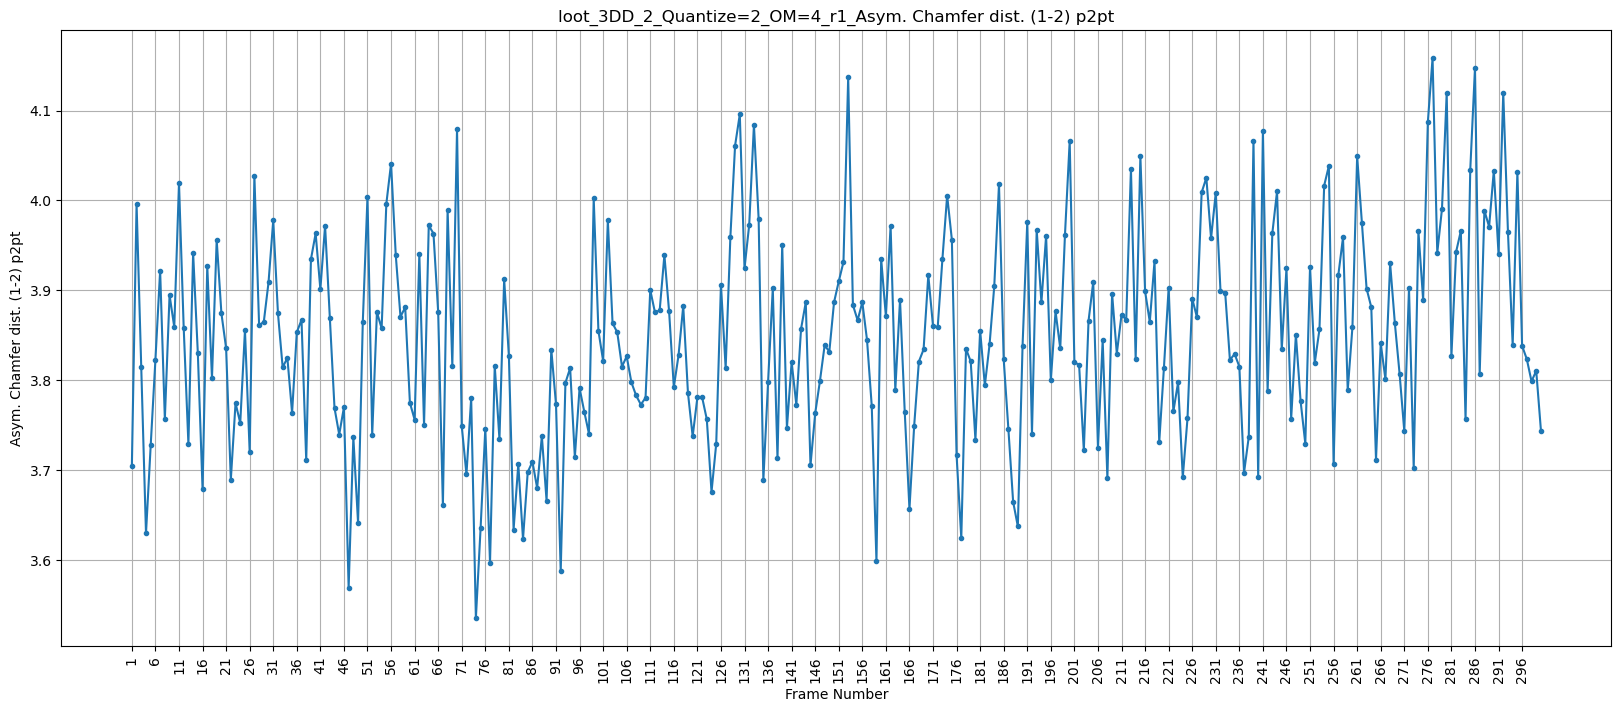 loot_3DD_2_Quantize=2_OM=4_r1_Asym. Chamfer dist. (1-2) p2pt
Asym. Chamfer dist. (1-2) p2pt
4.1
4.0
3.9
3.8
3.7
3.6
1 6 11 16 21 26 31 36 41 46 51 56 61 66 71 76 81 86 91 96 101 106 111 116 121 126 131 136 141 146 151 156 161 166 171 176 181 186 191 196 201 206 211 216 221 226 231 236 241 246 251 256 261 266 271 276 281 286 291 296
Frame Number